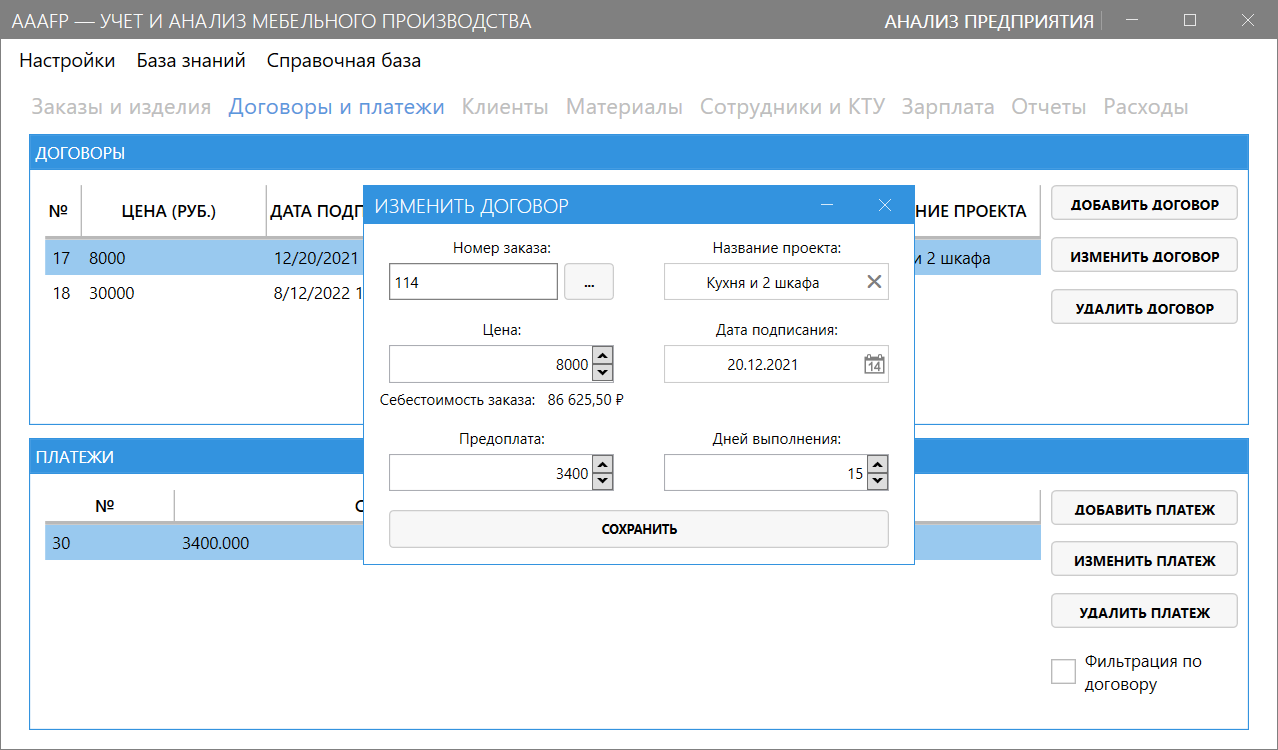 AAAFP — УЧЕТ И АНАЛИЗ МЕБЕЛЬНОГО ПРОИЗВОДСТВА АНАЛИЗ ПРЕДПРИЯТИЯ
Настройки База знаний Справочная база
Заказы и изделия Договоры и платежи Клиенты Материалы Сотрудники и КТУ Зарплата Отчеты Расходы
ДОГОВОРЫ
№ ЦЕНА (РУБ.) ДАТА ПОДП НИЕ ПРОЕКТА
17 8000 12/20/2021 и 2 шкафа
18 30000 8/12/2022 1
ДОБАВИТЬ ДОГОВОР
ИЗМЕНИТЬ ДОГОВОР
УДАЛИТЬ ДОГОВОР
ИЗМЕНИТЬ ДОГОВОР
Номер заказа: Название проекта:
114 ... Кухня и 2 шкафа
Цена: Дата подписания:
8000 20.12.2021 14
Себестоимость заказа: 86 625,50 ₽
Предоплата: Дней выполнения:
3400 15
СОХРАНИТЬ
ПЛАТЕЖИ
№ С
30 3400.000
ДОБАВИТЬ ПЛАТЕЖ
ИЗМЕНИТЬ ПЛАТЕЖ
УДАЛИТЬ ПЛАТЕЖ
Фильтрация по
договору